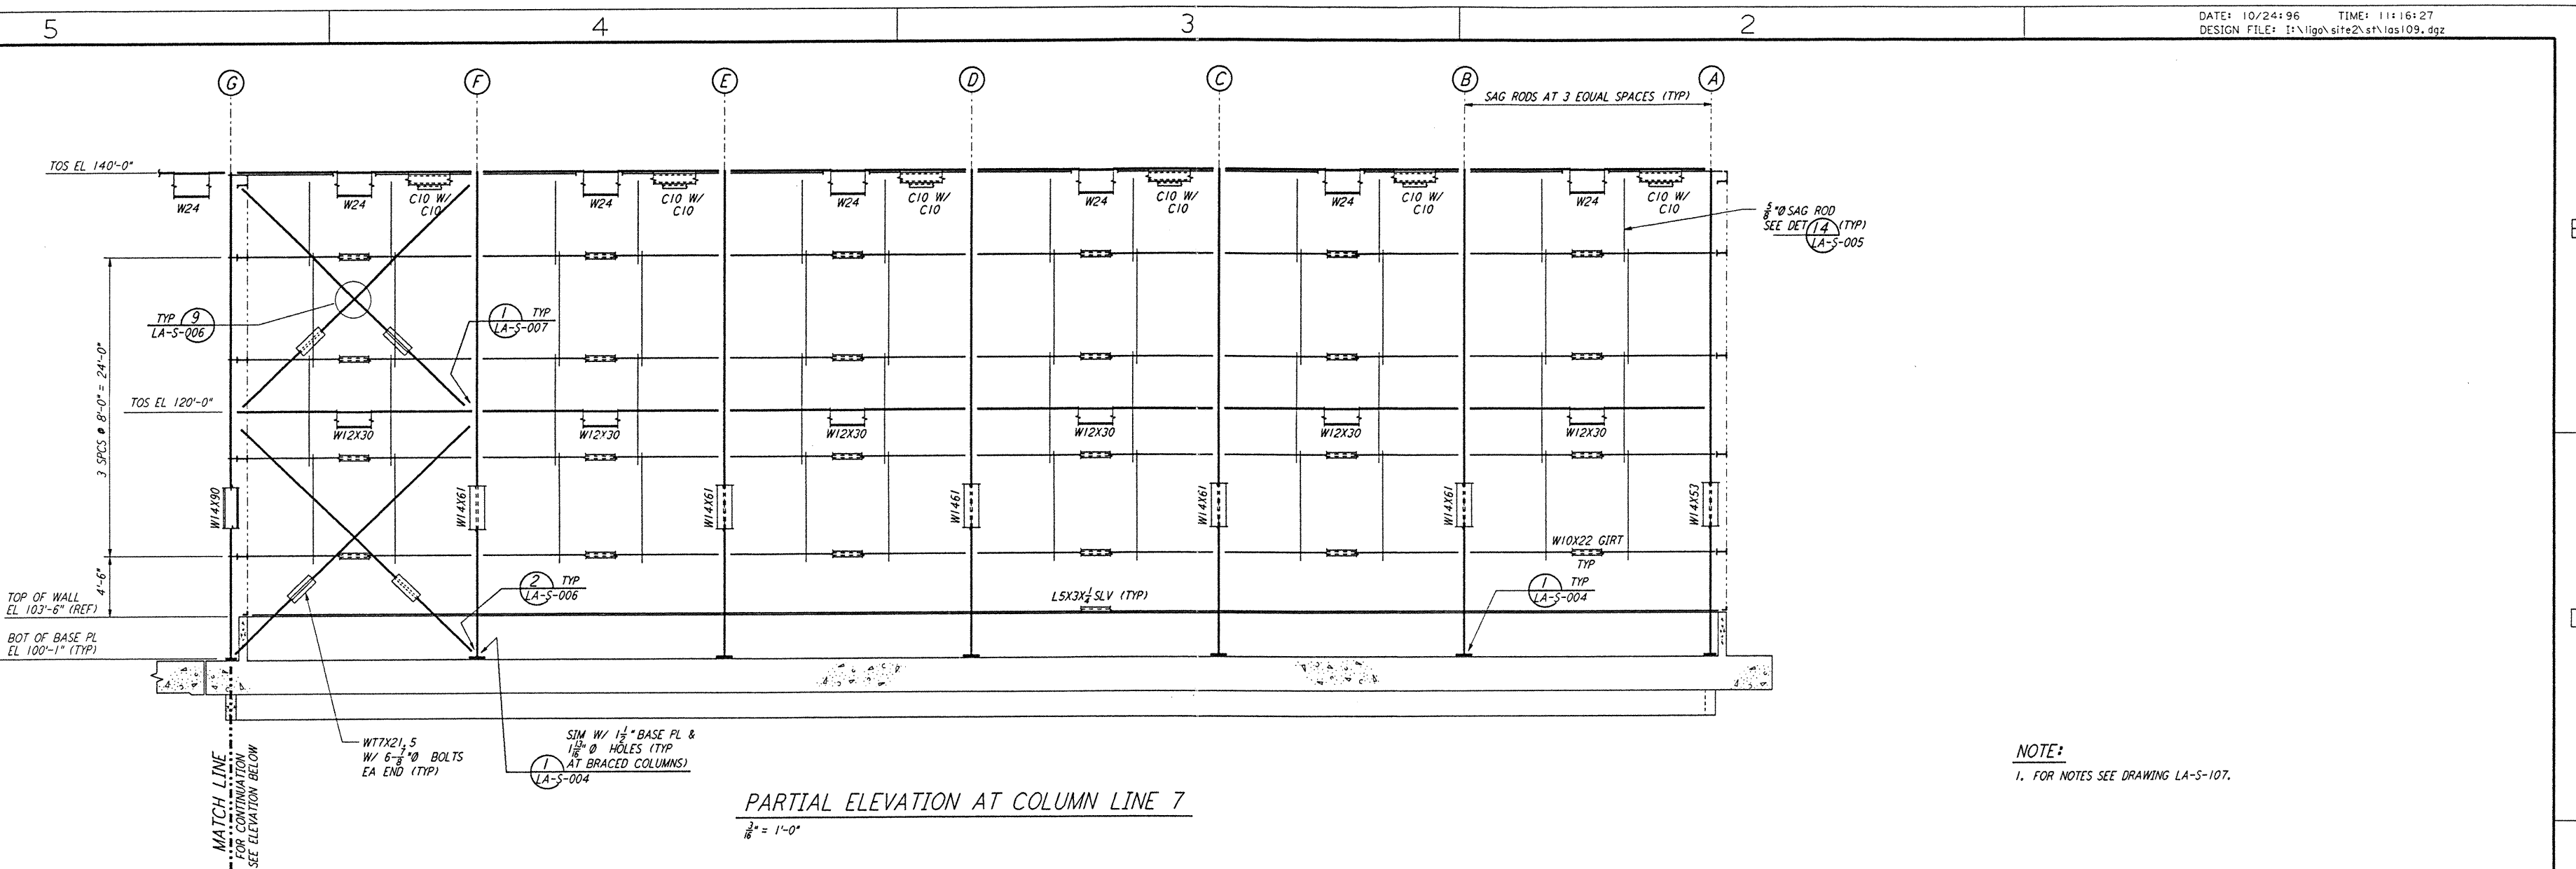 5
4
3
2
DATE: 10/24:96 TIME: 11:16:27
DESIGN FILE: I:\ligo\site2\st\las109.dgz
G
F
E
D
C
B
A
SAG RODS AT 3 EQUAL SPACES (TYP)
TOS EL 140'-0"
W24
W24
C10 W/
C10
W24
C10 W/
C10
W24
C10 W/
C10
W24
C10 W/
C10
W24
C10 W/
C10
W24
C10 W/
C10
5/8"Ø SAG ROD
SEE DET 14 (TYP)
LA-S-005
TYP 9
LA-S-006
1 TYP
LA-S-007
3 SPCS @ 8'-0" = 24'-0"
TOS EL 120'-0"
W12X30
W12X30
W12X30
W12X30
W12X30
W12X30
W14X90
W14X61
W14X61
W1461
W14X61
W14X61
W14X53
W10X22 GIRT
TYP
4'-6"
TOP OF WALL
EL 103'-6" (REF)
2 TYP
LA-S-006
L5X3X1/4 SLV (TYP)
1 TYP
LA-S-004
BOT OF BASE PL
EL 100'-1" (TYP)
WT7X21.5
W/ 6-7/8"Ø BOLTS
EA END (TYP)
SIM W/ 1 1/2" BASE PL &
1 13/16" Ø HOLES (TYP
1 AT BRACED COLUMNS)
LA-S-004
MATCH LINE
FOR CONTINUATION
SEE ELEVATION BELOW
PARTIAL ELEVATION AT COLUMN LINE 7
3/16" = 1'-0"
NOTE:
1. FOR NOTES SEE DRAWING LA-S-107.